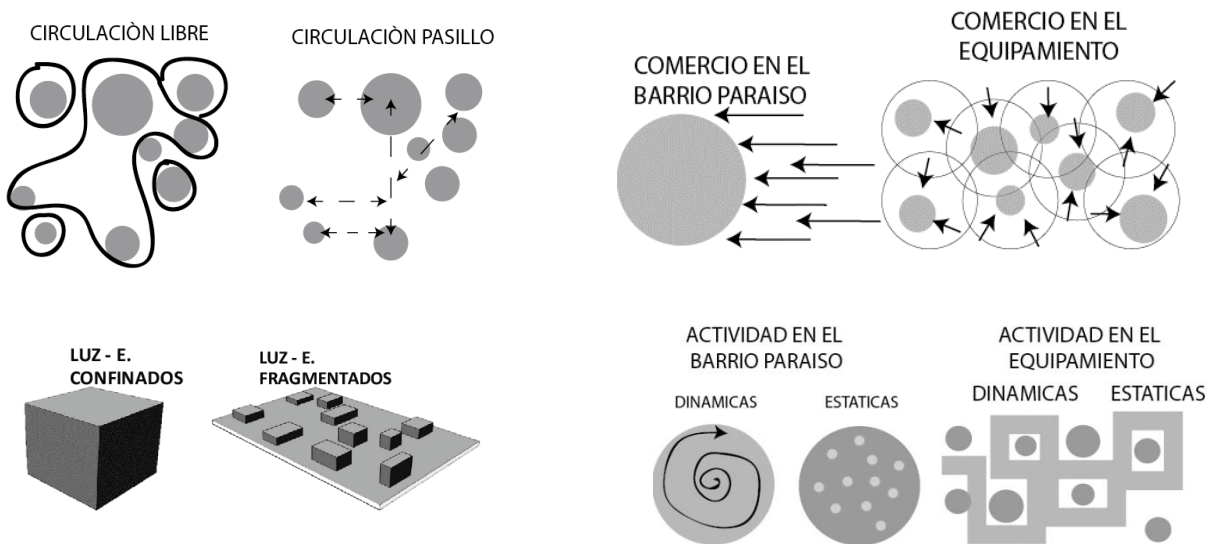 CIRCULACIÒN LIBRE
CIRCULACIÒN PASILLO
COMERCIO EN EL
BARRIO PARAISO
COMERCIO EN EL
EQUIPAMIENTO
LUZ - E.
CONFINADOS
LUZ - E.
FRAGMENTADOS
ACTIVIDAD EN EL
BARRIO PARAISO
DINAMICAS
ESTATICAS
ACTIVIDAD EN EL
EQUIPAMIENTO
DINAMICAS
ESTATICAS